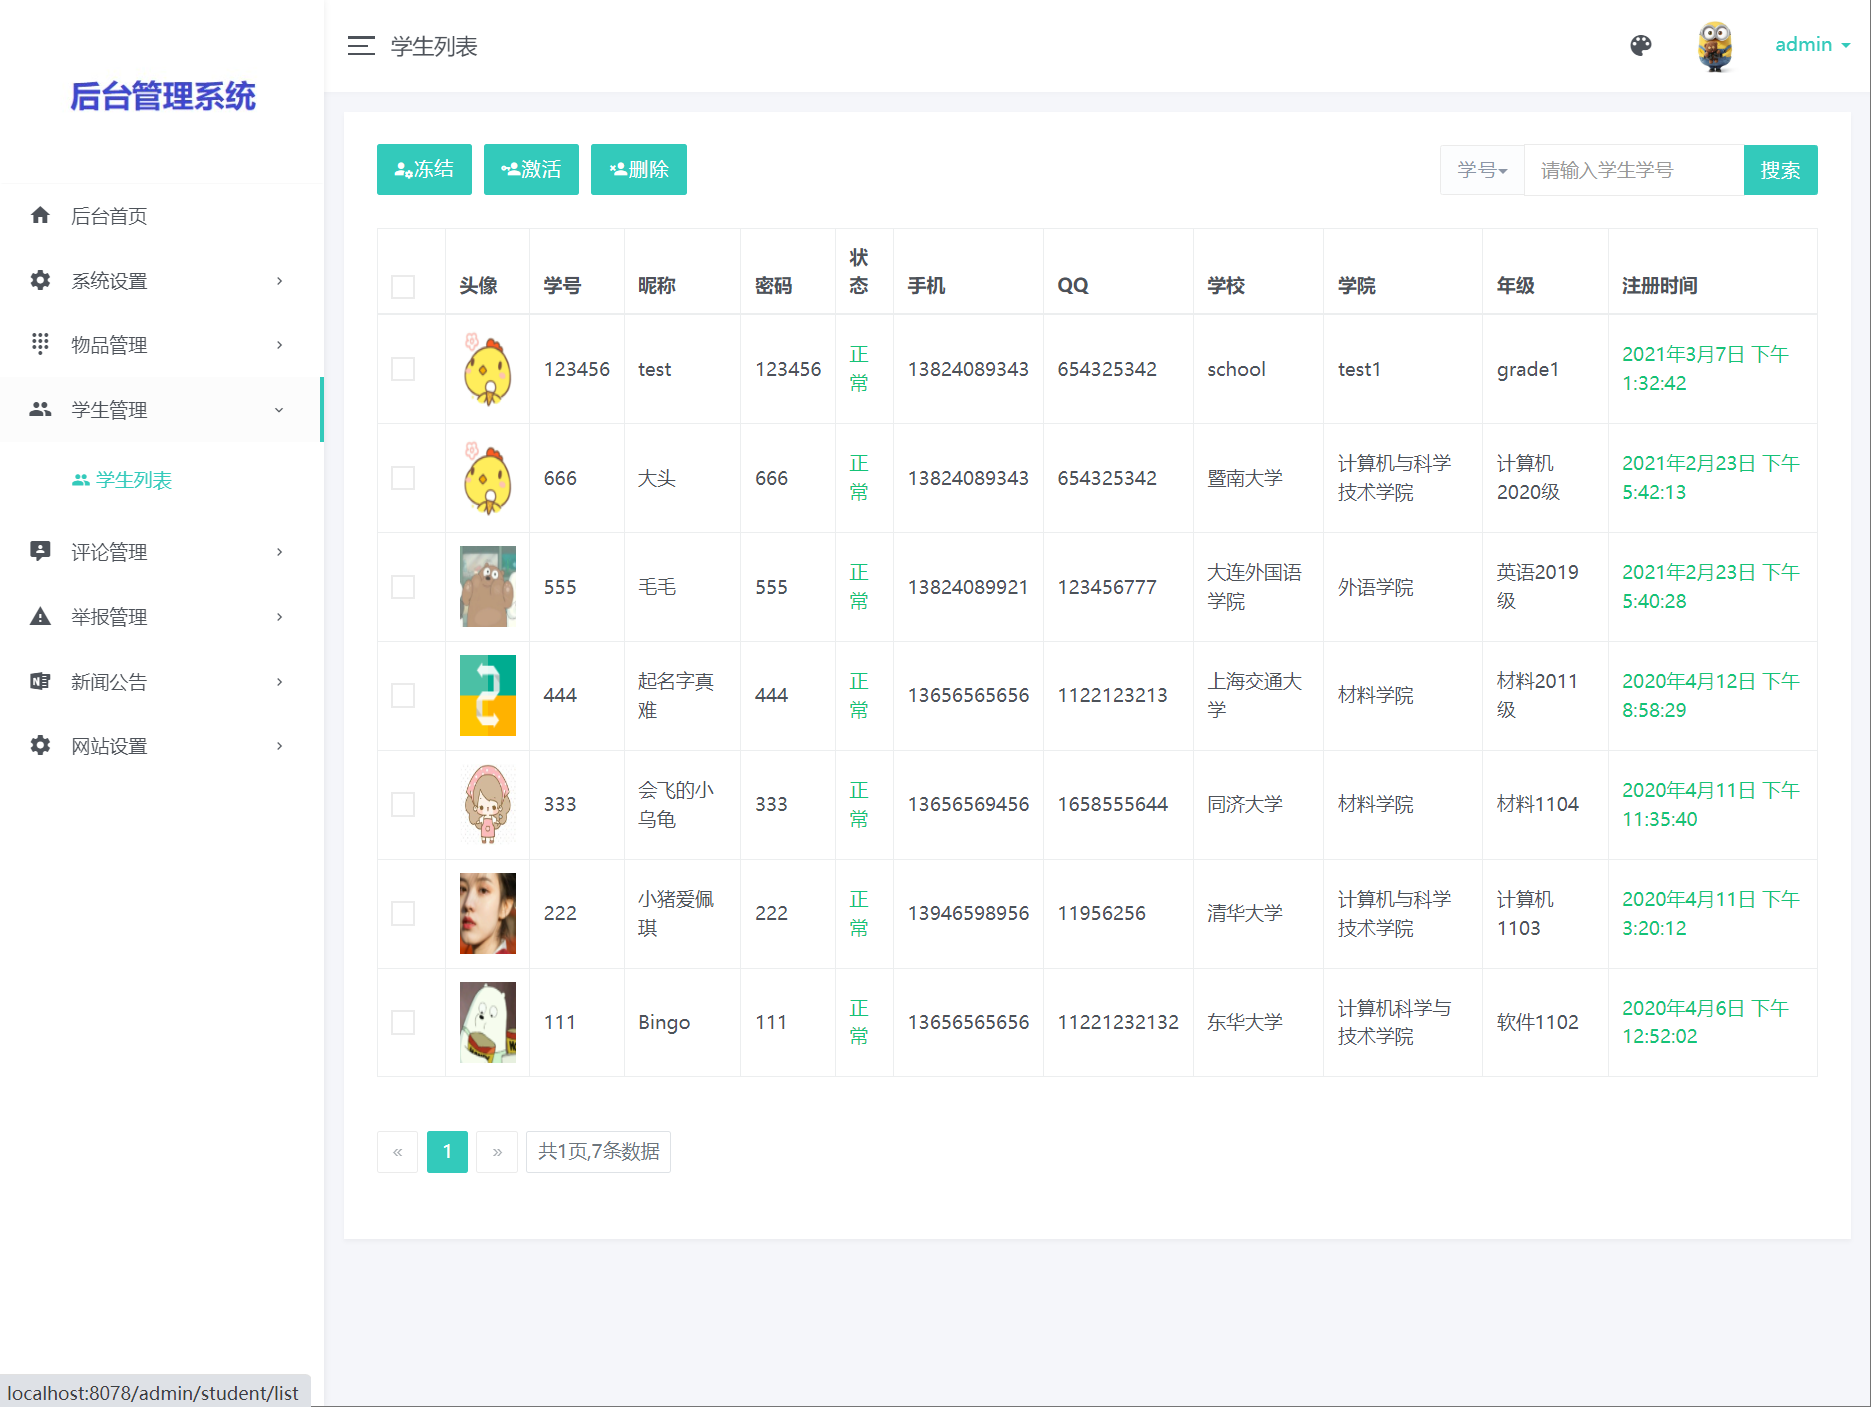 后台管理系统
学生列表
admin
后台首页
系统设置
物品管理
学生管理
学生列表
评论管理
举报管理
新闻公告
网站设置
冻结 激活 删除
学号 请输入学生学号 搜索
头像 学号 昵称 密码 状态 手机 QQ 学校 学院 年级 注册时间
123456 test 123456 正常 13824089343 654325342 school test1 grade1 2021年3月7日 下午 1:32:42
666 大头 666 正常 13824089343 654325342 暨南大学 计算机与科学技术学院 计算机2020级 2021年2月23日 下午 5:42:13
555 毛毛 555 正常 13824089921 123456777 大连外国语学院 外语学院 英语2019级 2021年2月23日 下午 5:40:28
444 起名字真难 444 正常 13656565656 1122123213 上海交通大学 材料学院 材料2011级 2020年4月12日 下午 8:58:29
333 会飞的小乌龟 333 正常 13656569456 1658555644 同济大学 材料学院 材料1104 2020年4月11日 下午 11:35:40
222 小猪爱佩琪 222 正常 13946598956 11956256 清华大学 计算机与科学技术学院 计算机1103 2020年4月11日 下午 3:20:12
111 Bingo 111 正常 13656565656 11221232132 东华大学 计算机科学与技术学院 软件1102 2020年4月6日 下午 12:52:02
« 1 » 共1页,7条数据
localhost:8078/admin/student/list